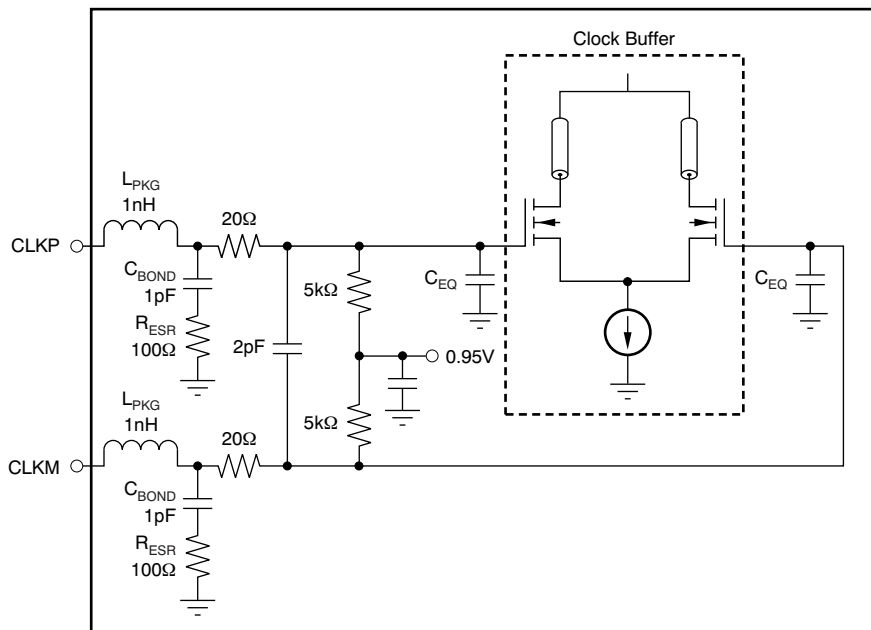 Clock Buffer
L_PKG
1nH
20Ω
CLKP
C_BOND
1pF
R_ESR
100Ω
5kΩ
C_EQ
C_EQ
2pF
0.95V
L_PKG
1nH
20Ω
5kΩ
CLKM
C_BOND
1pF
R_ESR
100Ω